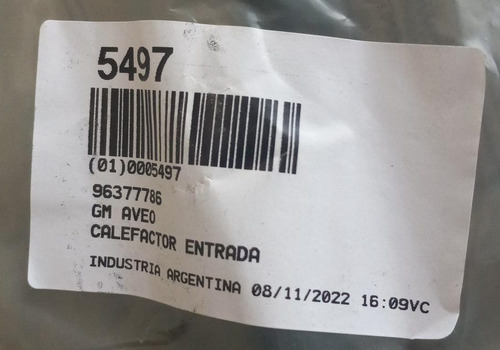 5497
(01)0005497
96377786
GM AVEO
CALEFACTOR ENTRADA
INDUSTRIA ARGENTINA 08/11/2022 16:09VC